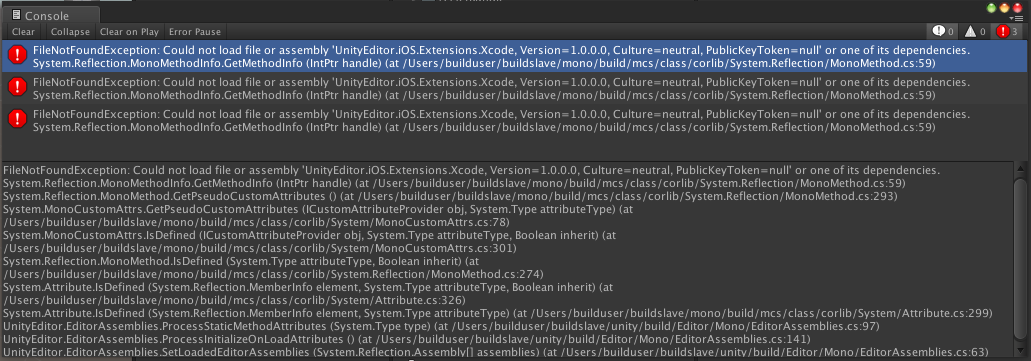 Console
Clear Collapse Clear on Play Error Pause 0 0 3
FileNotFoundException: Could not load file or assembly 'UnityEditor.iOS.Extensions.Xcode, Version=1.0.0.0, Culture=neutral, PublicKeyToken=null' or one of its dependencies.
System.Reflection.MonoMethodInfo.GetMethodInfo (IntPtr handle) (at /Users/builduser/buildslave/mono/build/mcs/class/corlib/System.Reflection/MonoMethod.cs:59)
FileNotFoundException: Could not load file or assembly 'UnityEditor.iOS.Extensions.Xcode, Version=1.0.0.0, Culture=neutral, PublicKeyToken=null' or one of its dependencies.
System.Reflection.MonoMethodInfo.GetMethodInfo (IntPtr handle) (at /Users/builduser/buildslave/mono/build/mcs/class/corlib/System.Reflection/MonoMethod.cs:59)
FileNotFoundException: Could not load file or assembly 'UnityEditor.iOS.Extensions.Xcode, Version=1.0.0.0, Culture=neutral, PublicKeyToken=null' or one of its dependencies.
System.Reflection.MonoMethodInfo.GetMethodInfo (IntPtr handle) (at /Users/builduser/buildslave/mono/build/mcs/class/corlib/System.Reflection/MonoMethod.cs:59)
FileNotFoundException: Could not load file or assembly 'UnityEditor.iOS.Extensions.Xcode, Version=1.0.0.0, Culture=neutral, PublicKeyToken=null' or one of its dependencies.
System.Reflection.MonoMethodInfo.GetMethodInfo (IntPtr handle) (at /Users/builduser/buildslave/mono/build/mcs/class/corlib/System.Reflection/MonoMethod.cs:59)
System.Reflection.MonoMethod.GetPseudoCustomAttributes () (at /Users/builduser/buildslave/mono/build/mcs/class/corlib/System.Reflection/MonoMethod.cs:293)
System.MonoCustomAttrs.GetPseudoCustomAttributes (ICustomAttributeProvider obj, System.Type attributeType) (at
/Users/builduser/buildslave/mono/build/mcs/class/corlib/System/MonoCustomAttrs.cs:78)
System.MonoCustomAttrs.IsDefined (ICustomAttributeProvider obj, System.Type attributeType, Boolean inherit) (at
/Users/builduser/buildslave/mono/build/mcs/class/corlib/System/MonoCustomAttrs.cs:301)
System.Reflection.MonoMethod.IsDefined (System.Type attributeType, Boolean inherit) (at
/Users/builduser/buildslave/mono/build/mcs/class/corlib/System.Reflection/MonoMethod.cs:274)
System.Attribute.IsDefined (System.Reflection.MemberInfo element, System.Type attributeType, Boolean inherit) (at
/Users/builduser/buildslave/mono/build/mcs/class/corlib/System/Attribute.cs:326)
System.Attribute.IsDefined (System.Reflection.MemberInfo element, System.Type attributeType) (at /Users/builduser/buildslave/mono/build/mcs/class/corlib/System/Attribute.cs:299)
UnityEditor.EditorAssemblies.ProcessStaticMethodAttributes (System.Type type) (at /Users/builduser/buildslave/unity/build/Editor/Mono/EditorAssemblies.cs:97)
UnityEditor.EditorAssemblies.ProcessInitializeOnLoadAttributes () (at /Users/builduser/buildslave/unity/build/Editor/Mono/EditorAssemblies.cs:141)
UnityEditor.EditorAssemblies.SetLoadedEditorAssemblies (System.Reflection.Assembly[] assemblies) (at /Users/builduser/buildslave/unity/build/Editor/Mono/EditorAssemblies.cs:63)